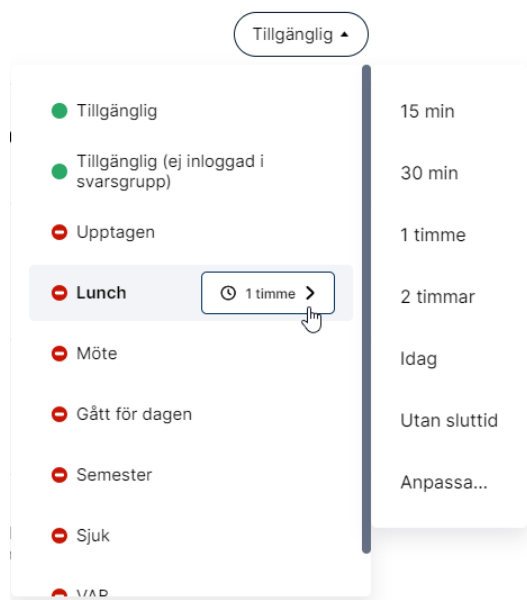 Tillgänglig
Tillgänglig
Tillgänglig (ej inloggad i
svarsgrupp)
Upptagen
Lunch
1 timme
Möte
Gått för dagen
Semester
Sjuk
VAB
15 min
30 min
1 timme
2 timmar
Idag
Utan sluttid
Anpassa...